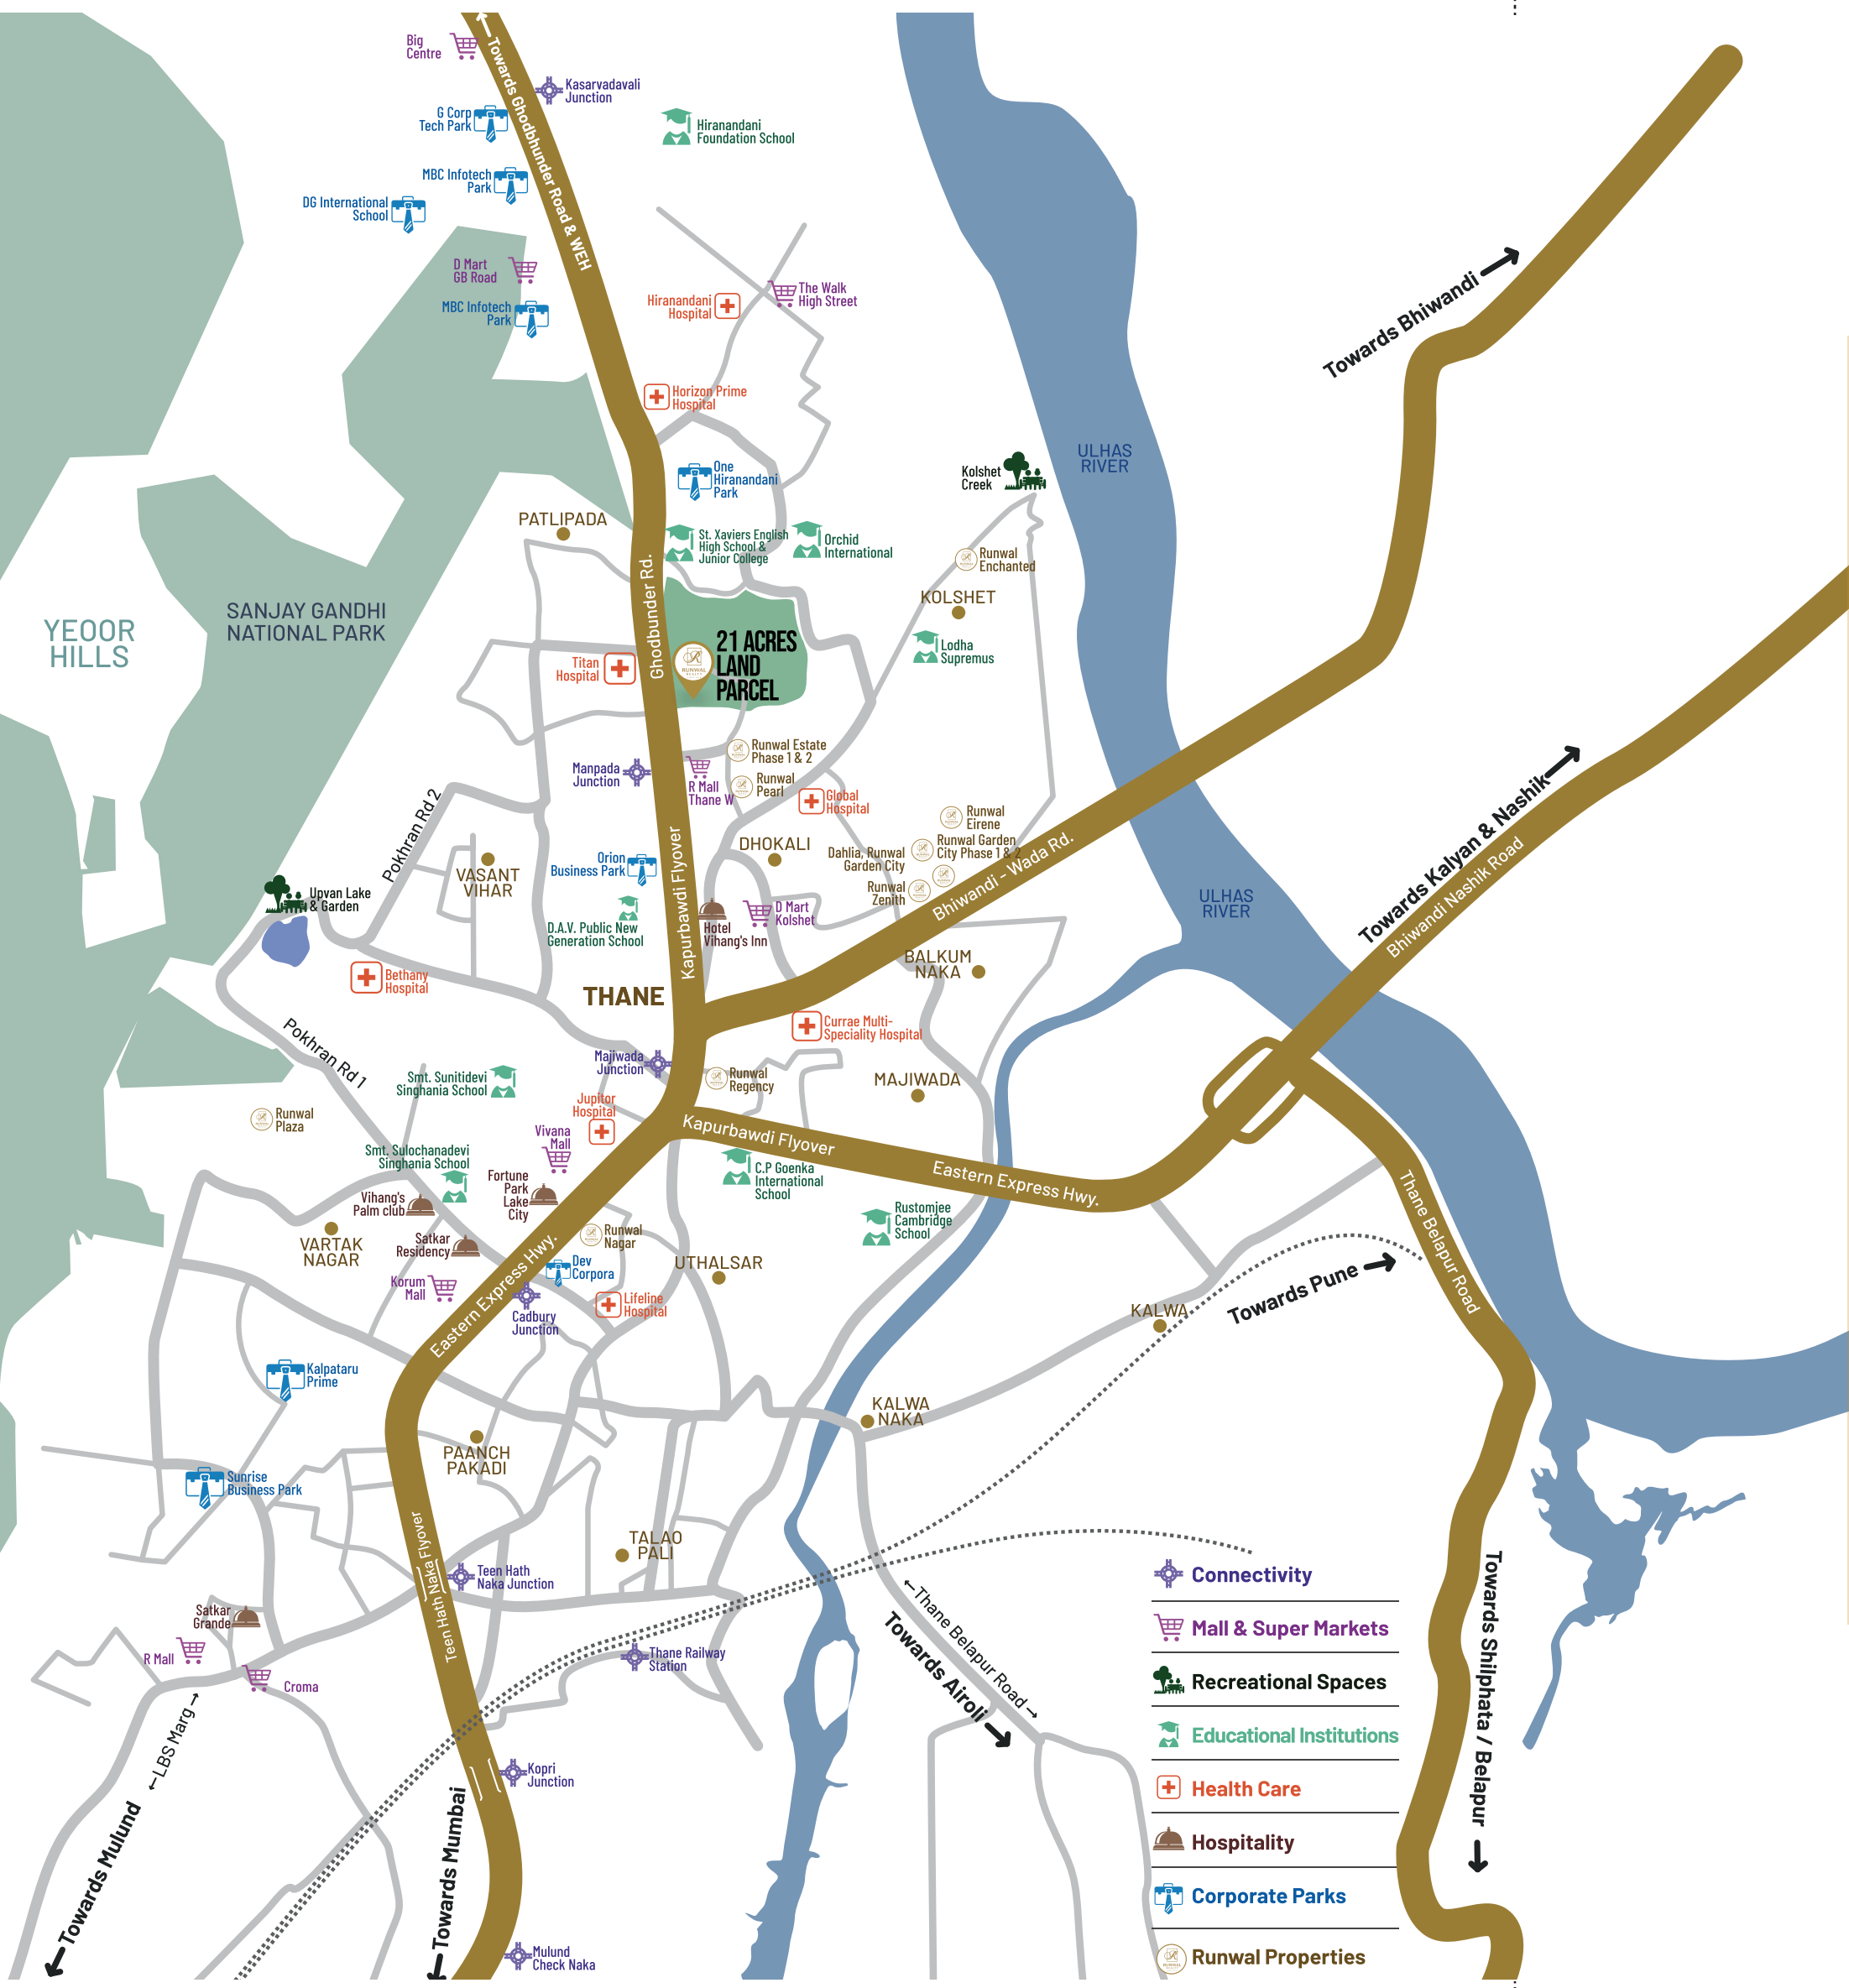 Big
Centre
Towards Ghodbhunder Road & WEH
Kasarvadavali
Junction
G Corp
Tech Park
Hiranandani
Foundation School
MBC Infotech
Park
DG International
School
D Mart
GB Road
MBC Infotech
Park
Hiranandani
Hospital
The Walk
High Street
Towards Bhiwandi
Horizon Prime
Hospital
One
Hiranandani
Park
Kolshet
Creek
ULHAS
RIVER
PATLIPADA
St. Xaviers English
High School &
Junior College
Orchid
International
Runwal
Enchanted
KOLSHET
Ghodbunder Rd.
YEOOR
HILLS
SANJAY GANDHI
NATIONAL PARK
Titan
Hospital
RUNWAL
21 ACRES
LAND
PARCEL
Lodha
Supremus
Runwal Estate
Phase 1 & 2
Manpada
Junction
R Mall
Thane W
Runwal
Pearl
Global
Hospital
Runwal
Eirene
Runwal Garden
City Phase 1 & 2
Dahlia, Runwal
Garden City
Runwal
Zenith
Bhiwandi - Wada Rd.
Towards Kalyan & Nashik
Bhiwandi Nashik Road
ULHAS
RIVER
Pokhran Rd 2
VASANT
VIHAR
Orion
Business Park
DHOKALI
Kapurbawdi Flyover
Upvan Lake
& Garden
D.A.V. Public New
Generation School
Hotel
Vihang's Inn
D Mart
Kolshet
BALKUM
NAKA
Bethany
Hospital
THANE
Currae Multi-
Speciality Hospital
Pokhran Rd 1
Majiwada
Junction
Runwal
Regency
MAJIWADA
Smt. Sunitidevi
Singhania School
Jupitor
Hospital
Runwal
Plaza
Vivana
Mall
Kapurbawdi Flyover
Eastern Express Hwy.
Smt. Sulochanadevi
Singhania School
Fortune
Park
Lake
City
C.P Goenka
International
School
Vihang's
Palm club
Rustomjee
Cambridge
School
Thane Belapur Road
VARTAK
NAGAR
Satkar
Residency
Runwal
Nagar
Dev
Corpora
UTHALSAR
Korum
Mall
Eastern Express Hwy.
Cadbury
Junction
Lifeline
Hospital
KALWA
Towards Pune
Kalpataru
Prime
KALWA
NAKA
PAANCH
PAKADI
Sunrise
Business Park
TALAO
PALI
Teen Hath Naka Flyover
Teen Hath
Naka Junction
Satkar
Grande
R Mall
Croma
Thane Railway
Station
Thane Belapur Road
Towards Airoli
LBS Marg
Towards Mulund
Kopri
Junction
Towards Mumbai
Mulund
Check Naka
Towards Shilphata / Belapur
Connectivity
Mall & Super Markets
Recreational Spaces
Educational Institutions
Health Care
Hospitality
Corporate Parks
Runwal Properties